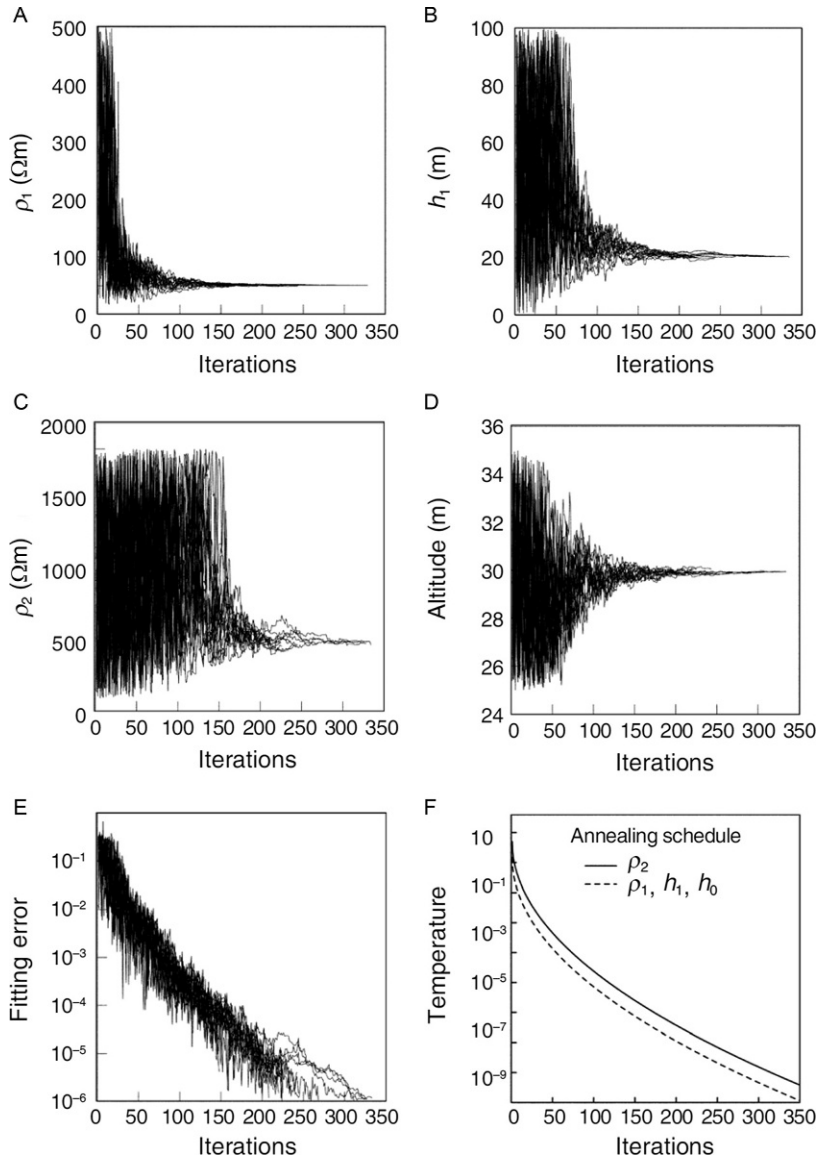 A
500
400
300
200
100
0
ρ₁ (Ωm)
0 50 100 150 200 250 300 350
Iterations
B
100
80
60
40
20
0
h₁ (m)
0 50 100 150 200 250 300 350
Iterations
C
2000
1500
1000
500
0
ρ₂ (Ωm)
0 50 100 150 200 250 300 350
Iterations
D
36
34
32
30
28
26
24
Altitude (m)
0 50 100 150 200 250 300 350
Iterations
E
10⁻¹
10⁻²
10⁻³
10⁻⁴
10⁻⁵
10⁻⁶
Fitting error
0 50 100 150 200 250 300 350
Iterations
F
10
10⁻¹
10⁻³
10⁻⁵
10⁻⁷
10⁻⁹
Temperature
Annealing schedule
ρ₂
ρ₁, h₁, h₀
0 50 100 150 200 250 300 350
Iterations